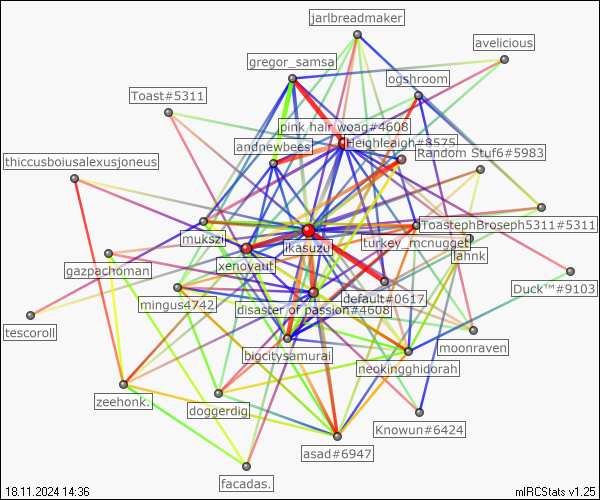 jarlbreadmaker
avelicious
gregor_samsa
ogshroom
Toast#5311
pink hair woag#4608
Heighleaigh#8575
andnewbees
Random Stuf6#5983
thiccusboiusalexusjoneus
ToastephBroseph5311#5311
mukszii
ikasuzu
turkey_mcnugget
lahnk
xenoyaut
gazpachoman
Duck™#9103
default#0617
mingus4742
disaster of passion#4608
tescoroll
moonraven
bigcitysamurai
neokingghidorah
zeehonk.
doggerdig
Knowun#6424
asad#6947
facadas.
18.11.2024 14:36
mIRCStats v1.25